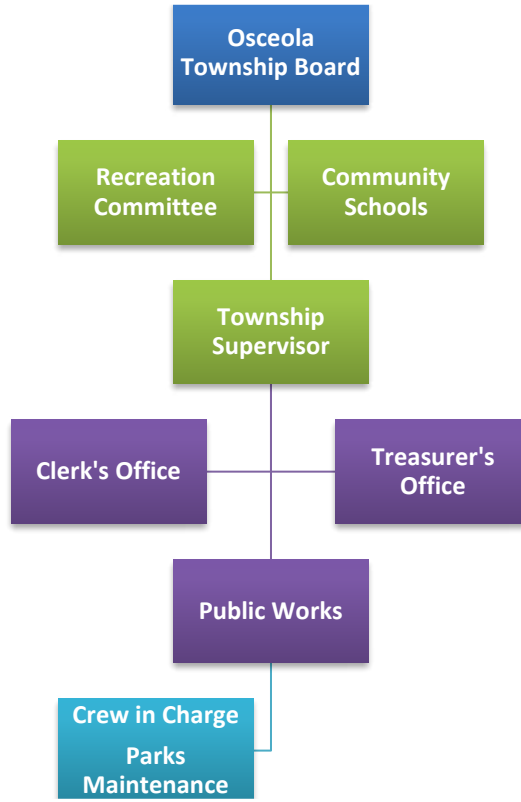 Osceola
Township Board
Recreation
Committee
Community
Schools
Township
Supervisor
Clerk's Office
Treasurer's
Office
Public Works
Crew in Charge
Parks
Maintenance